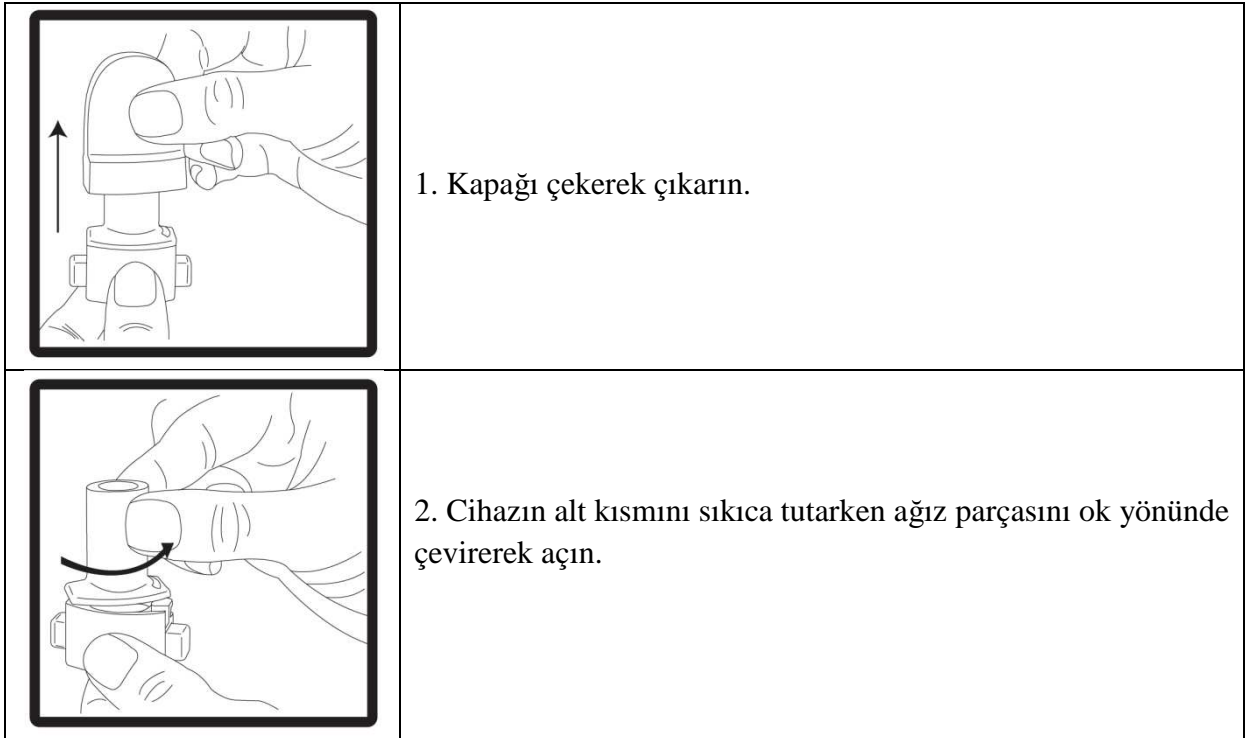 1. Kapağı çekerek çıkarın.
2. Cihazın alt kısmını sıkıca tutarken ağız parçasını ok yönünde
çevirerek açın.